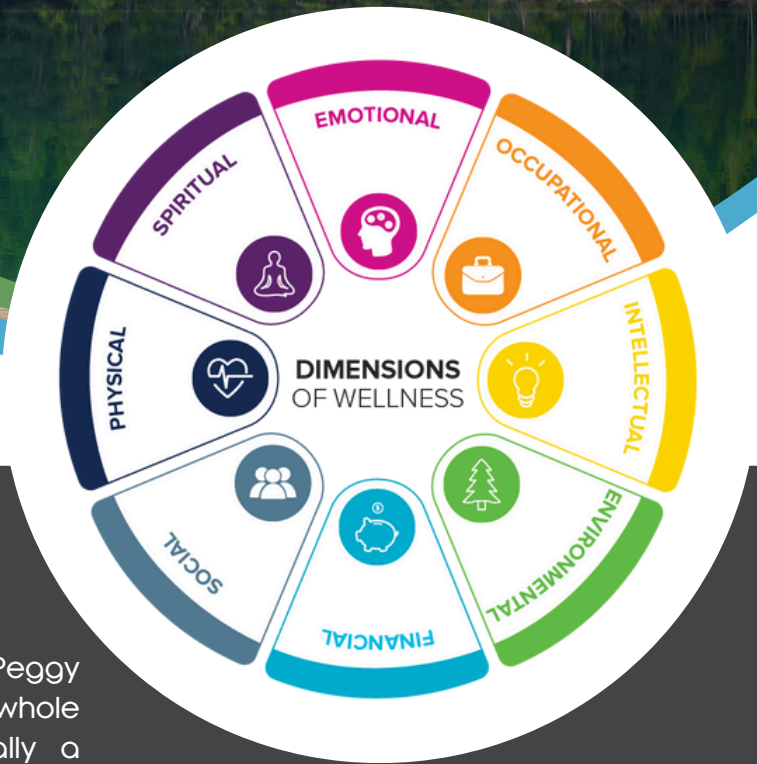 EMOTIONAL
OCCUPATIONAL
INTELLECTUAL
ENVIRONMENTAL
FINANCIAL
SOCIAL
PHYSICAL
SPIRITUAL
DIMENSIONS
OF WELLNESS
Peggy
whole
ally a